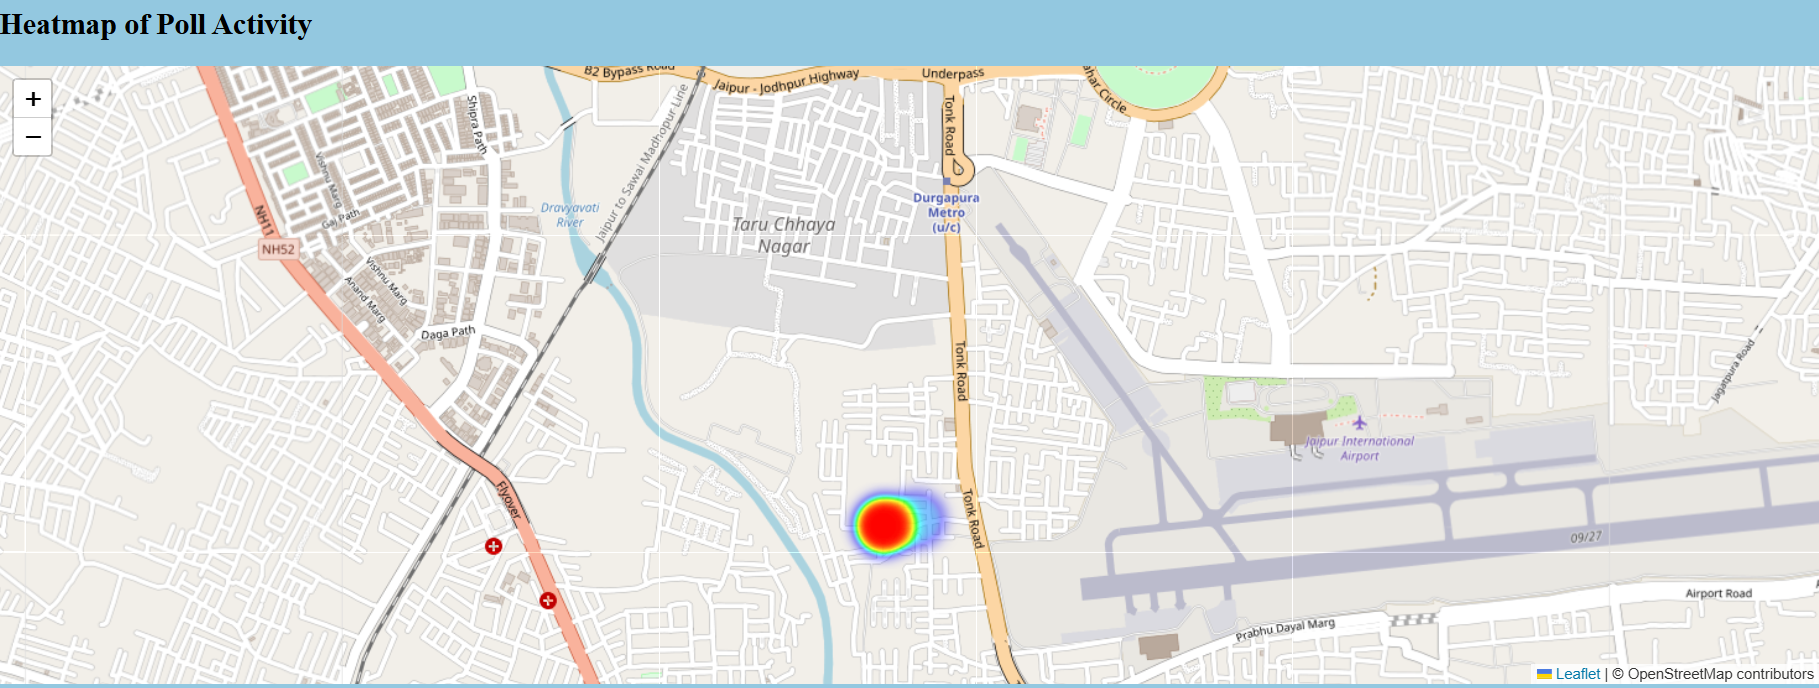 Heatmap of Poll Activity
+
−
B2 Bypass Road
Jaipur - Jodhpur Highway
Underpass
Shipra Path
Tonk Road
Jaipur to Sawai Madhopur Line
Vishnu Marg
Gaj Path
NH11
NH52
Dravyavati
River
Taru Chhaya
Nagar
Durgapura
Metro
(u/c)
Vishnu Marg
Anand Marg
Daga Path
Tonk Road
Jagatpura Road
Jaipur International
Airport
Flyover
Tonk Road
09/27
Airport Road
Prabhu Dayal Marg
Leaflet | © OpenStreetMap contributors